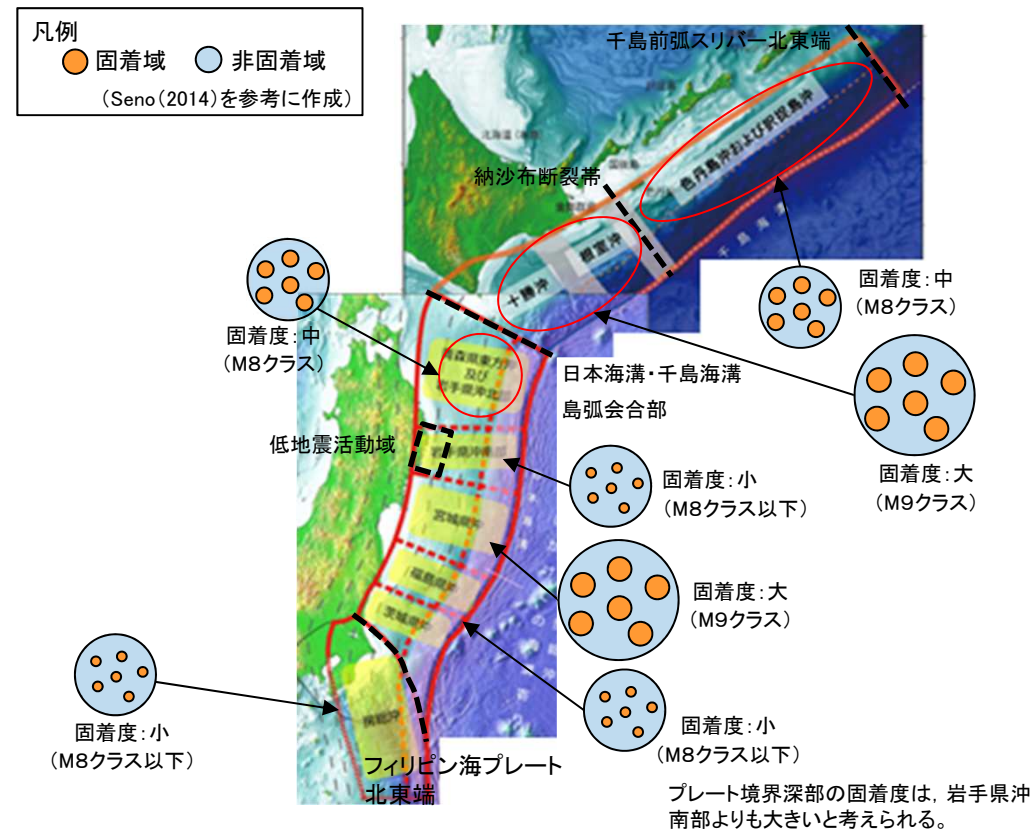 凡例
固着域 非固着域
(Seno(2014)を参考に作成)
千島前弧スリバー北東端
色丹島沖および択捉島沖
納沙布断裂帯
根室沖
十勝沖
千島海溝
固着度:中
(M8クラス)
固着度:中
(M8クラス)
青森県東方沖
及び
岩手県沖北部
日本海溝・千島海溝
島弧会合部
固着度:大
(M9クラス)
低地震活動域
岩手県沖南部
固着度:小
(M8クラス以下)
宮城県沖
固着度:大
(M9クラス)
福島県沖
茨城県沖
固着度:小
(M8クラス以下)
房総沖
固着度:小
(M8クラス以下)
フィリピン海プレート
北東端
プレート境界深部の固着度は,岩手県沖
南部よりも大きいと考えられる。